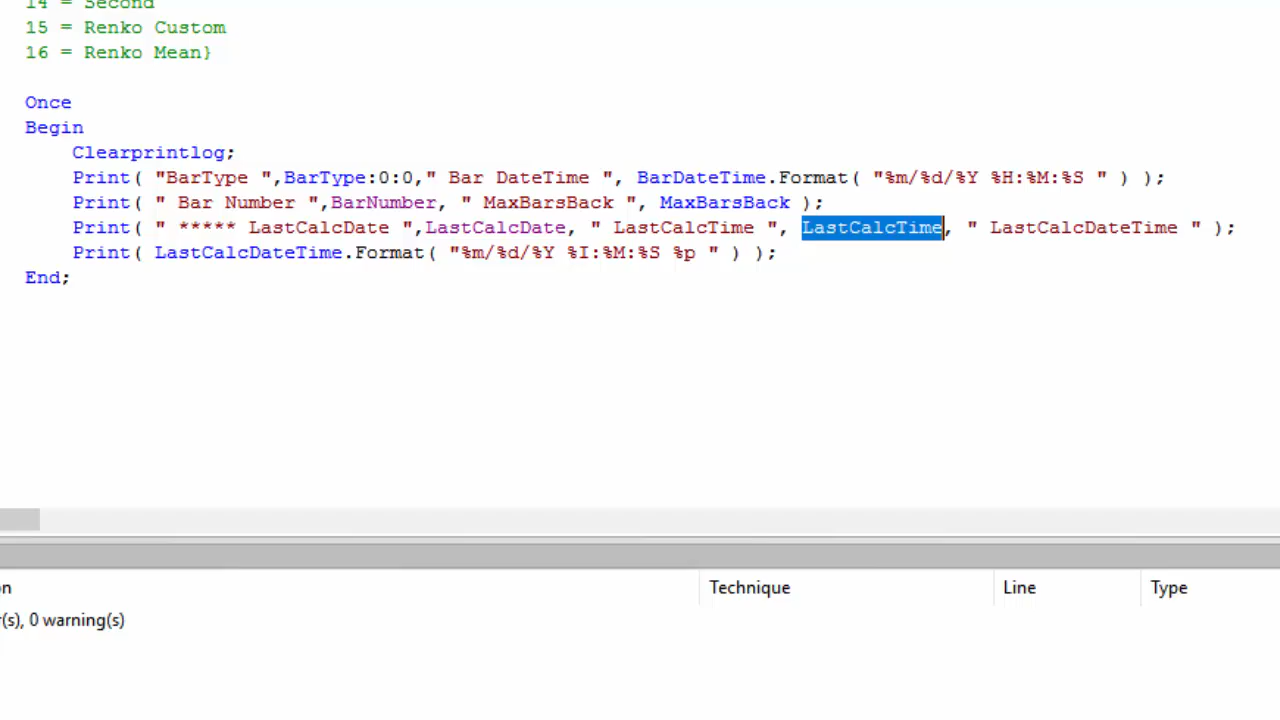 14 = Second
15 = Renko Custom
16 = Renko Mean}
Once
Begin
Clearprintlog;
Print( "BarType ",BarType:0:0," Bar DateTime ", BarDateTime.Format( "%m/%d/%Y %H:%M:%S " ) );
Print( " Bar Number ",BarNumber, " MaxBarsBack ", MaxBarsBack );
Print( " ***** LastCalcDate ",LastCalcDate, " LastCalcTime ", LastCalcTime, " LastCalcDateTime " );
Print( LastCalcDateTime.Format( "%m/%d/%Y %I:%M:%S %p " ) );
End;
n Technique Line Type
(s), 0 warning(s)